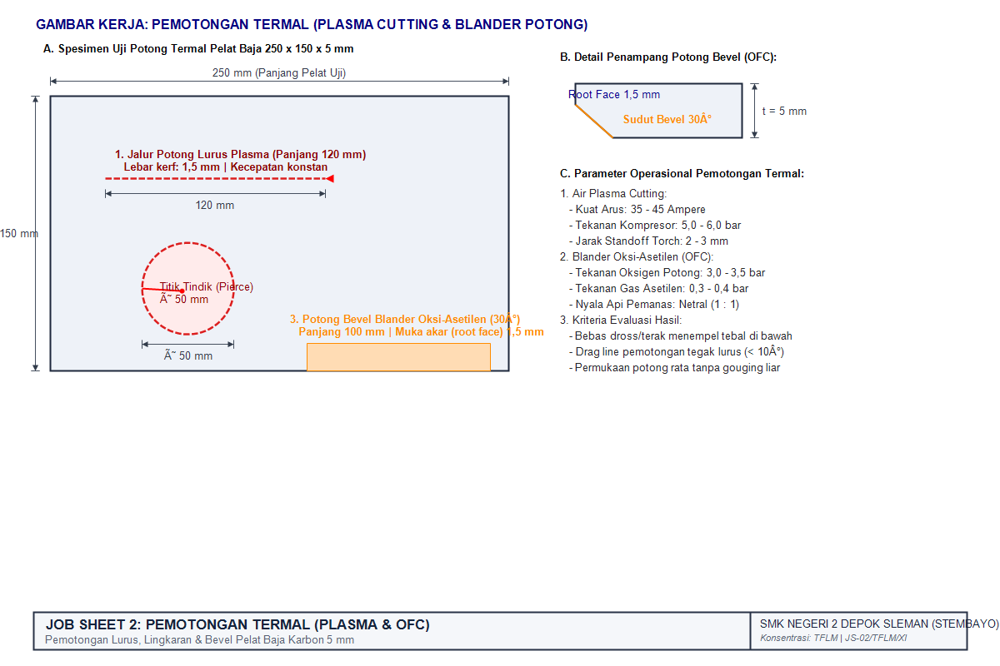 GAMBAR KERJA: PEMOTONGAN TERMAL (PLASMA CUTTING & BLANDER POTONG)
A. Spesimen Uji Potong Termal Pelat Baja 250 x 150 x 5 mm
250 mm (Panjang Pelat Uji)
150 mm
1. Jalur Potong Lurus Plasma (Panjang 120 mm)
Lebar kerf: 1,5 mm | Kecepatan konstan
120 mm
Titik Tindik (Pierce)
Ã˜ 50 mm
Ã˜ 50 mm
3. Potong Bevel Blander Oksi-Asetilen (30Â°)
Panjang 100 mm | Muka akar (root face) 1,5 mm
B. Detail Penampang Potong Bevel (OFC):
Root Face 1,5 mm
Sudut Bevel 30Â°
t = 5 mm
C. Parameter Operasional Pemotongan Termal:
1. Air Plasma Cutting:
- Kuat Arus: 35 - 45 Ampere
- Tekanan Kompresor: 5,0 - 6,0 bar
- Jarak Standoff Torch: 2 - 3 mm
2. Blander Oksi-Asetilen (OFC):
- Tekanan Oksigen Potong: 3,0 - 3,5 bar
- Tekanan Gas Asetilen: 0,3 - 0,4 bar
- Nyala Api Pemanas: Netral (1 : 1)
3. Kriteria Evaluasi Hasil:
- Bebas dross/terak menempel tebal di bawah
- Drag line pemotongan tegak lurus (< 10Â°)
- Permukaan potong rata tanpa gouging liar
JOB SHEET 2: PEMOTONGAN TERMAL (PLASMA & OFC)
Pemotongan Lurus, Lingkaran & Bevel Pelat Baja Karbon 5 mm
SMK NEGERI 2 DEPOK SLEMAN (STEMBAYO)
Konsentrasi: TFLM | JS-02/TFLM/XI